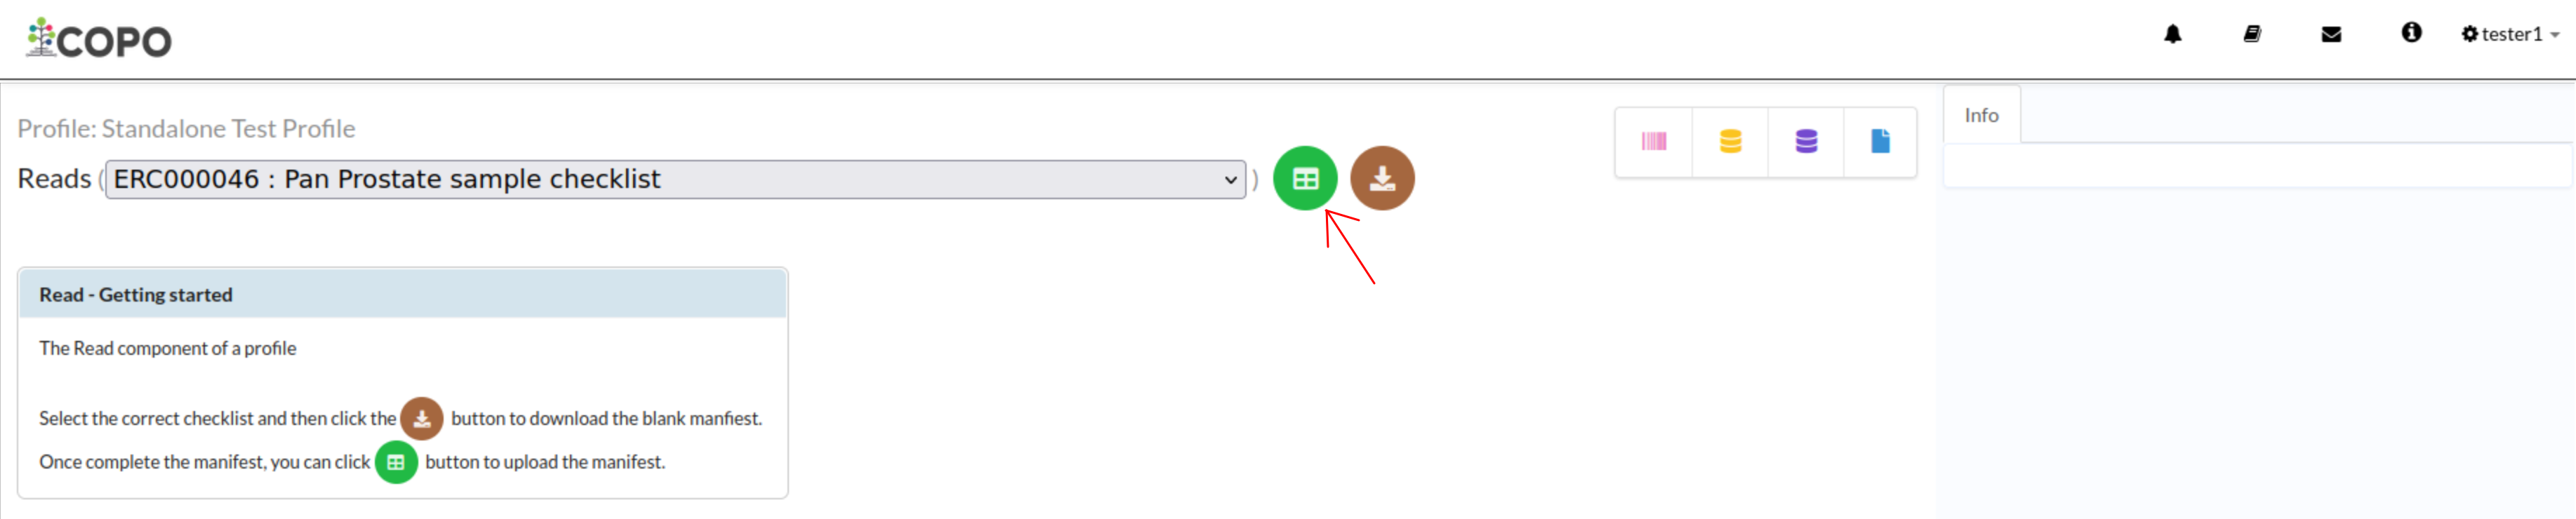 COPO
tester1
Profile: Standalone Test Profile
Info
Reads ( ERC000046 : Pan Prostate sample checklist )
Read - Getting started
The Read component of a profile
Select the correct checklist and then click the button to download the blank manfiest.
Once complete the manifest, you can click button to upload the manifest.